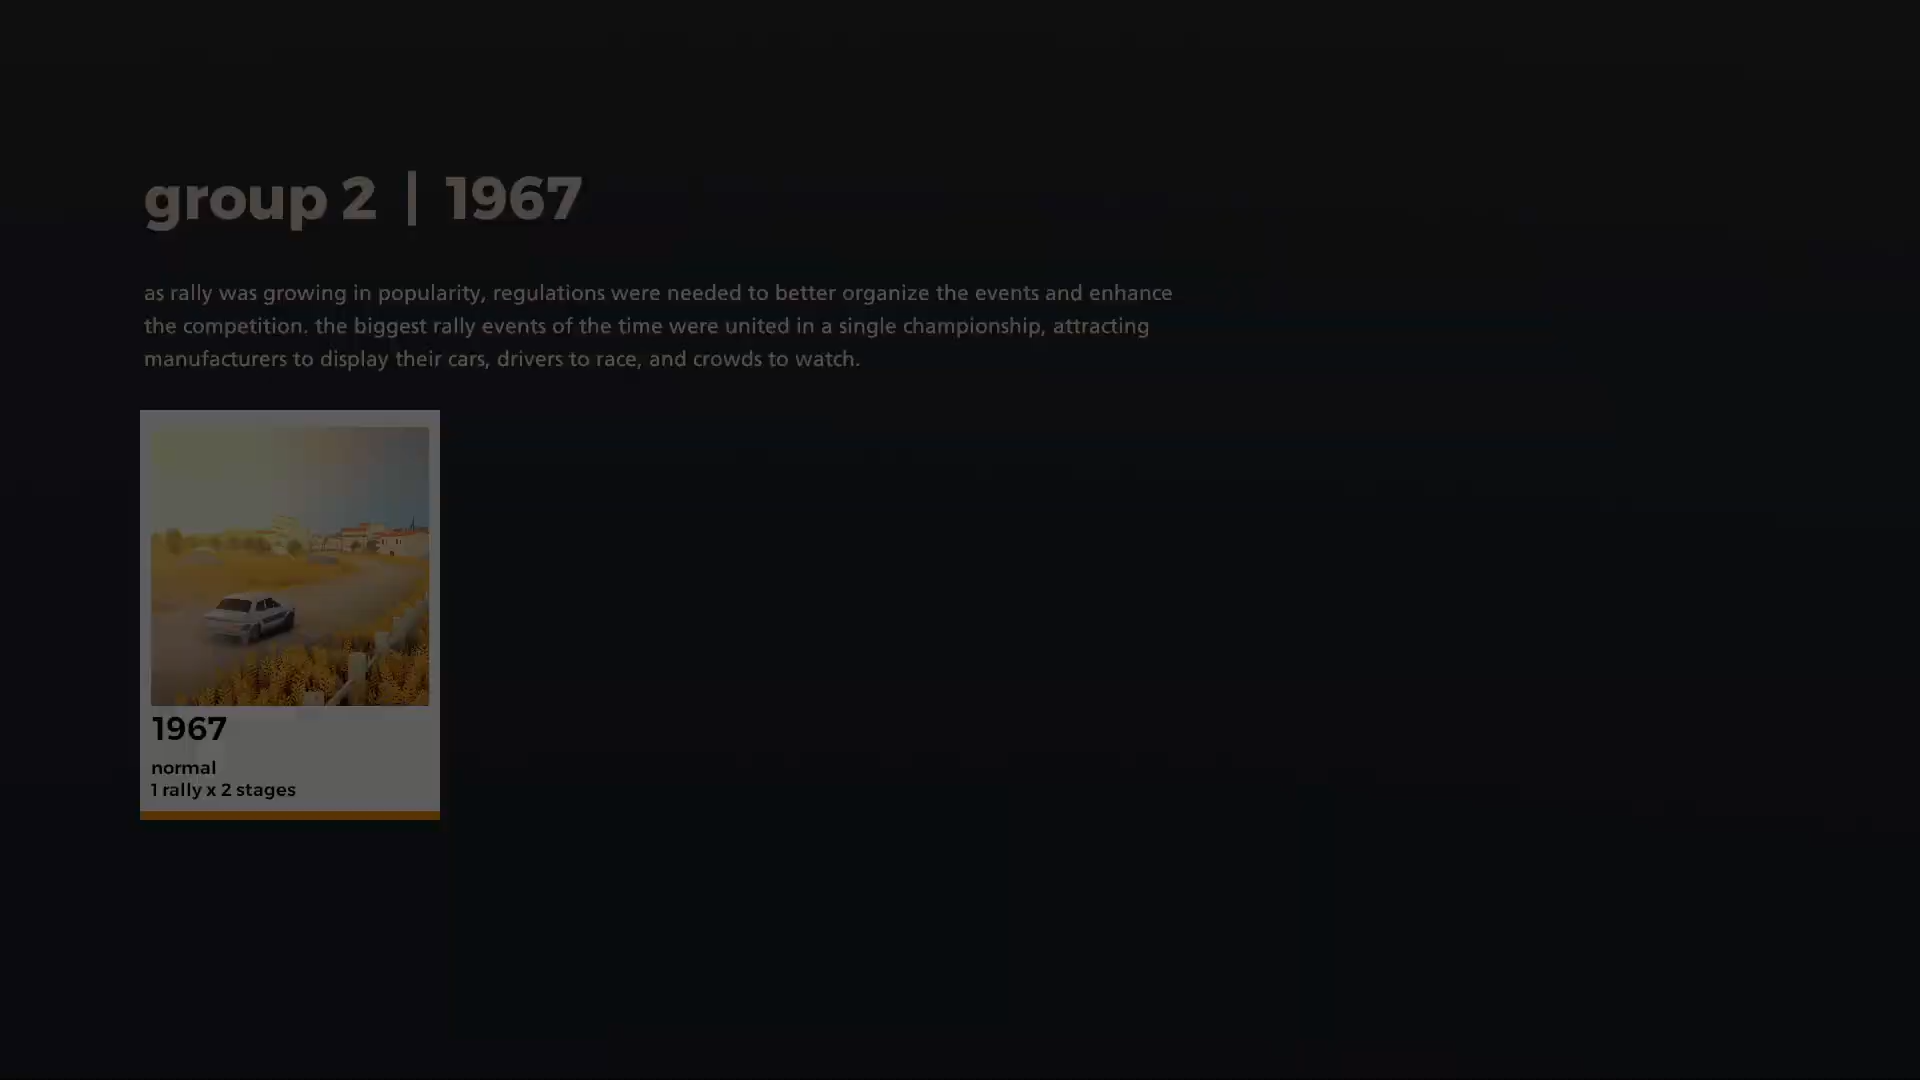 group 2 | 1967
as rally was growing in popularity, regulations were needed to better organize the events and enhance
the competition. the biggest rally events of the time were united in a single championship, attracting
manufacturers to display their cars, drivers to race, and crowds to watch.
1967
normal
1 rally x 2 stages